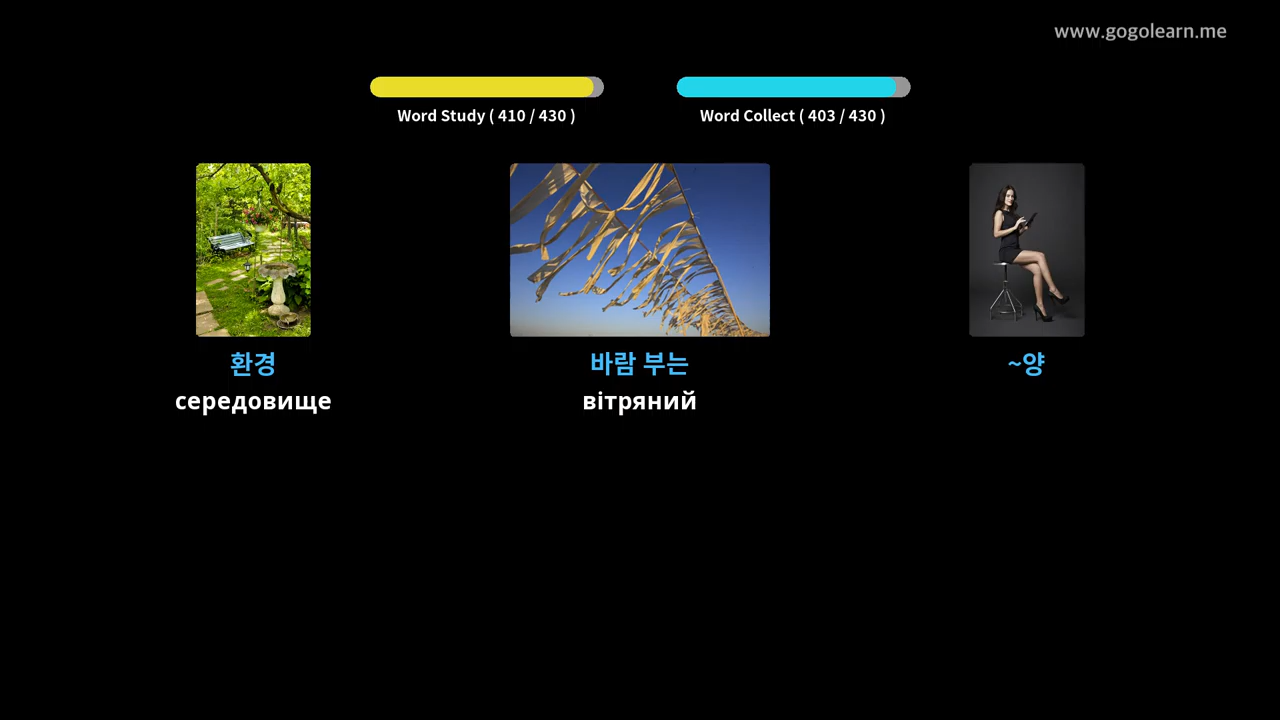 www.gogolearn.me
Word Study ( 410 / 430 )
Word Collect ( 403 / 430 )
환경
середовище
바람 부는
вітряний
~양